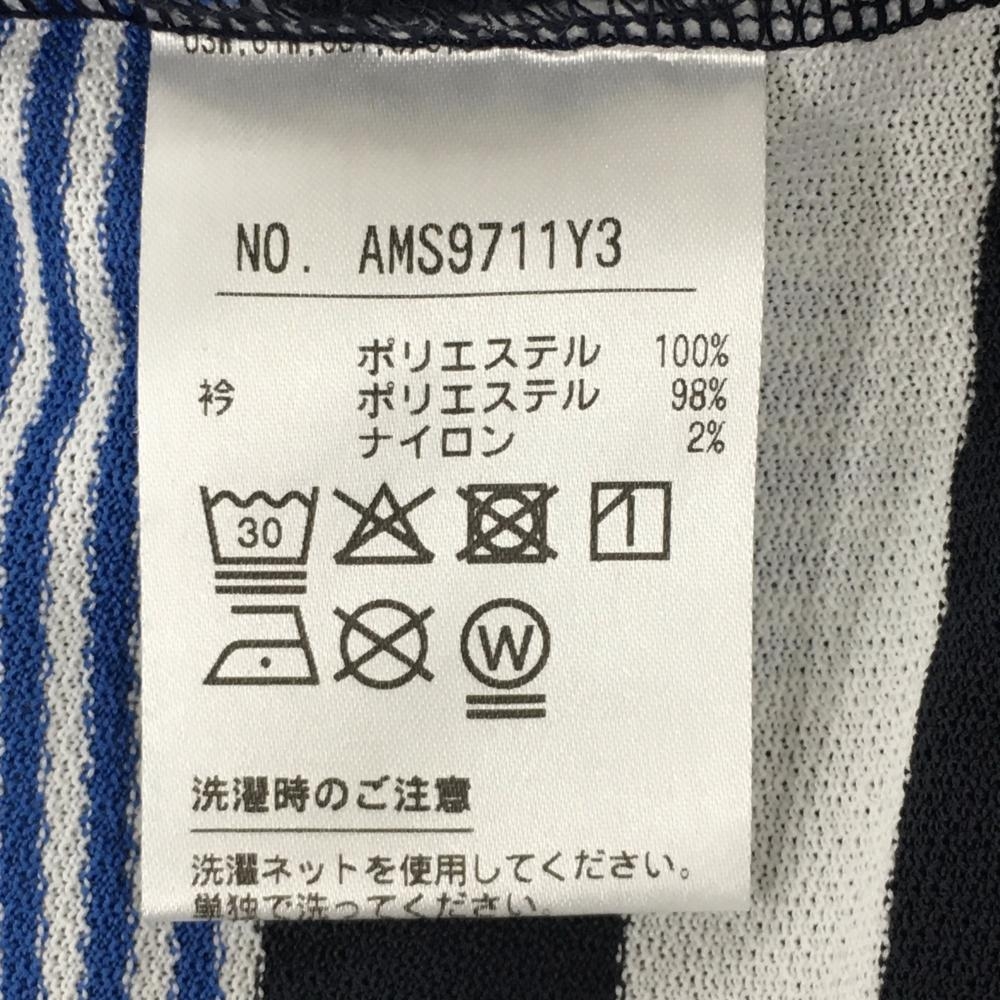 NO. AMS9711Y3
ポリエステル 100%
衿 ポリエステル 98%
ナイロン 2%
30
W
洗濯時のご注意
洗濯ネットを使用してください。
単独で洗ってください。